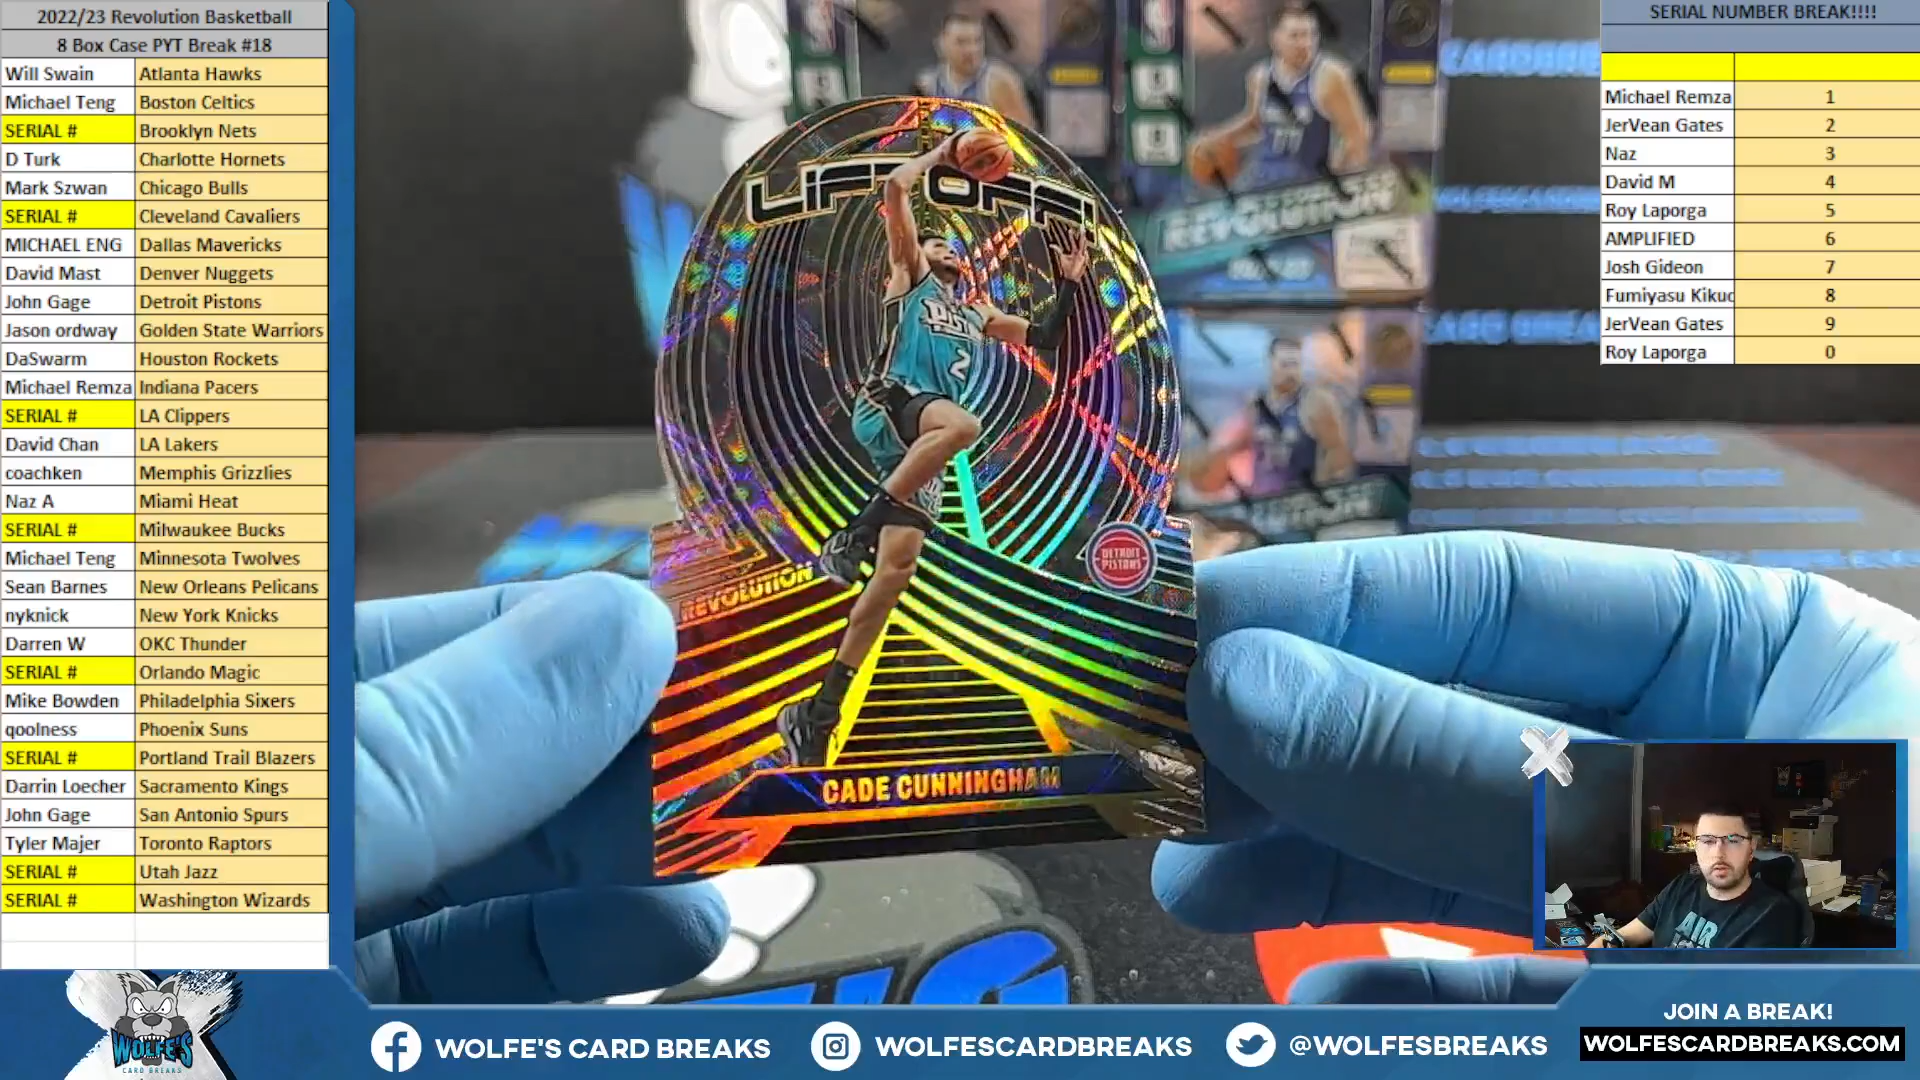 2022/23 Revolution Basketball
8 Box Case PYT Break #18
Will Swain Atlanta Hawks
Michael Teng Boston Celtics
SERIAL # Brooklyn Nets
D Turk Charlotte Hornets
Mark Szwan Chicago Bulls
SERIAL # Cleveland Cavaliers
MICHAEL ENG Dallas Mavericks
David Mast Denver Nuggets
John Gage Detroit Pistons
Jason ordway Golden State Warriors
DaSwarm Houston Rockets
Michael Remza Indiana Pacers
SERIAL # LA Clippers
David Chan LA Lakers
coachken Memphis Grizzlies
Naz A Miami Heat
SERIAL # Milwaukee Bucks
Michael Teng Minnesota Twolves
Sean Barnes New Orleans Pelicans
nyknick New York Knicks
Darren W OKC Thunder
SERIAL # Orlando Magic
Mike Bowden Philadelphia Sixers
qoolness Phoenix Suns
SERIAL # Portland Trail Blazers
Darrin Loecher Sacramento Kings
John Gage San Antonio Spurs
Tyler Majer Toronto Raptors
SERIAL # Utah Jazz
SERIAL # Washington Wizards
LIFTOFF!
2
DETROIT
PISTONS
REVOLUTION
CADE CUNNINGHAM
REVOLUTION
77
SERIAL NUMBER BREAK!!!!
Michael Remza 1
JerVean Gates 2
Naz 3
David M 4
Roy Laporga 5
AMPLIFIED 6
Josh Gideon 7
Fumiyasu Kikuc 8
JerVean Gates 9
Roy Laporga 0
AIR
WOLFE'S
CARD BREAKS
WOLFE'S CARD BREAKS
WOLFESCARDBREAKS
@WOLFESBREAKS
JOIN A BREAK!
WOLFESCARDBREAKS.COM